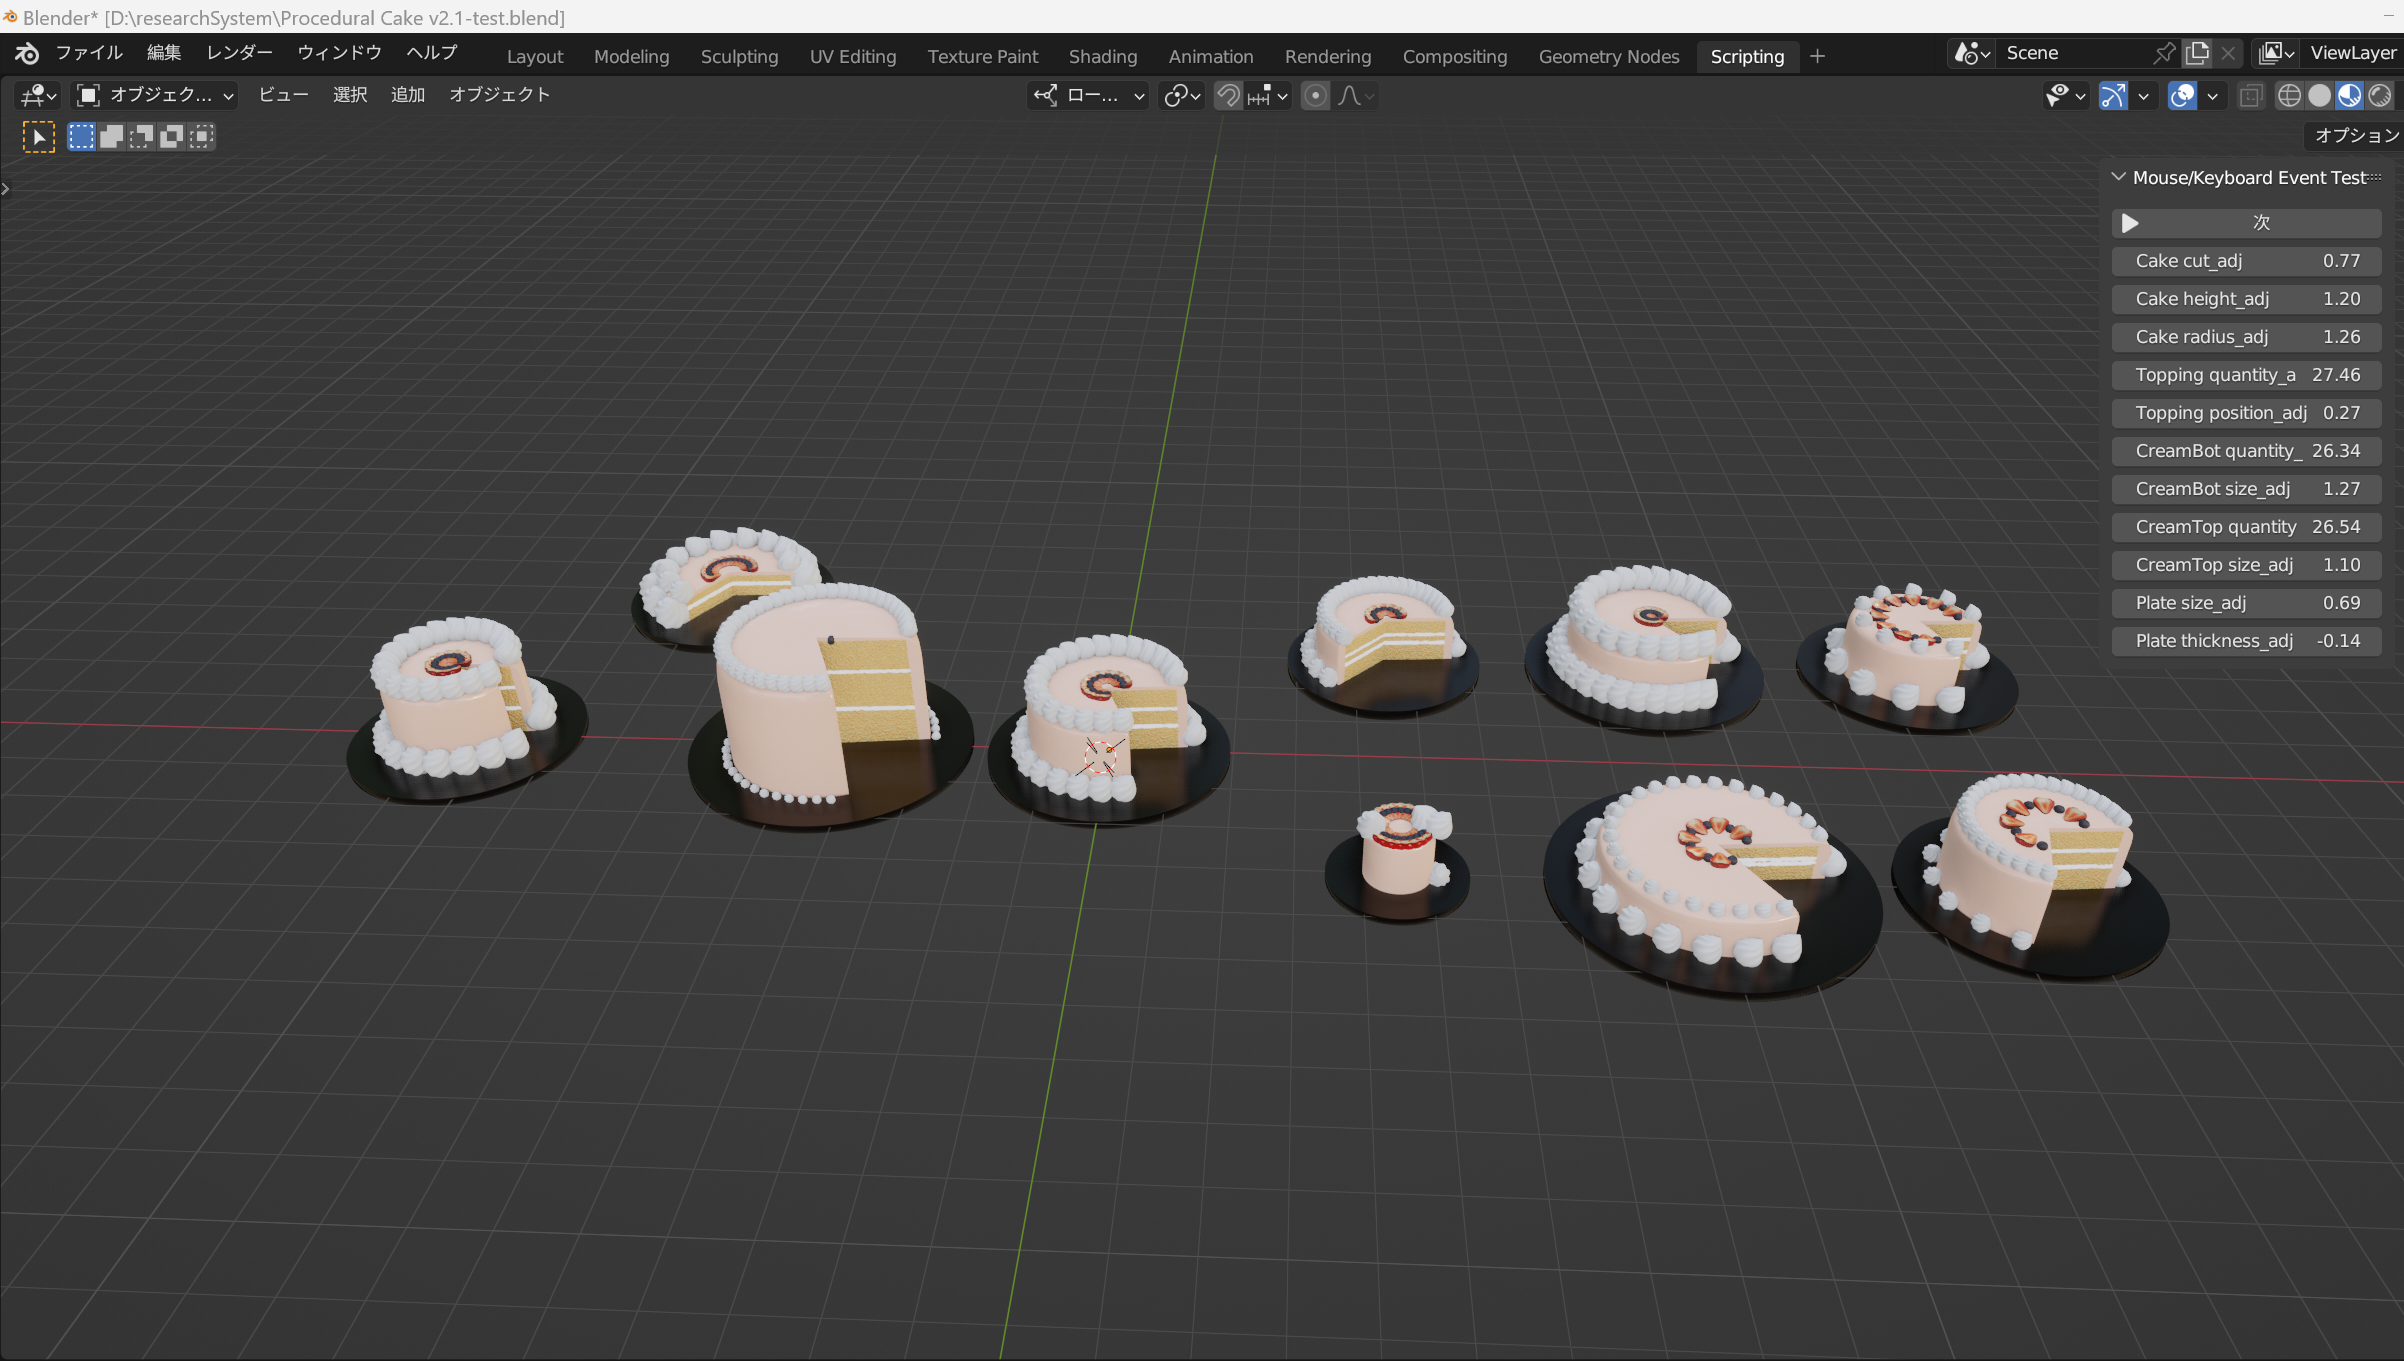 Blender* [D:\researchSystem\Procedural Cake v2.1-test.blend]
ファイル 編集 レンダー ウィンドウ ヘルプ Layout Modeling Sculpting UV Editing Texture Paint Shading Animation Rendering Compositing Geometry Nodes Scripting + Scene ViewLayer
オブジェク... ビュー 選択 追加 オブジェクト ロー...
オプション
Mouse/Keyboard Event Test
次
Cake cut_adj 0.77
Cake height_adj 1.20
Cake radius_adj 1.26
Topping quantity_a 27.46
Topping position_adj 0.27
CreamBot quantity_ 26.34
CreamBot size_adj 1.27
CreamTop quantity 26.54
CreamTop size_adj 1.10
Plate size_adj 0.69
Plate thickness_adj -0.14